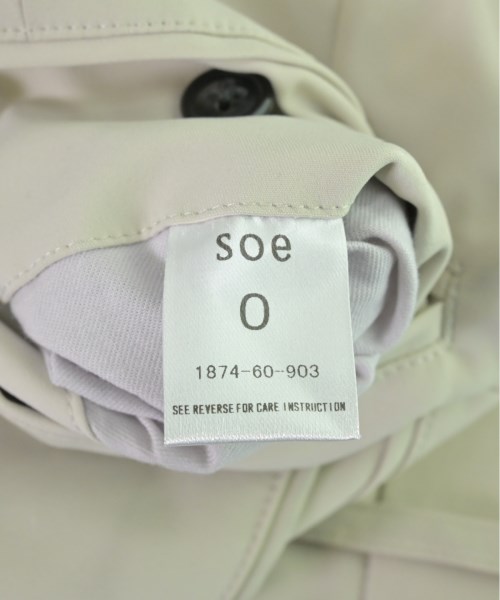 soe
0
1874-60-903
SEE REVERSE FOR CARE INSTRUCTION